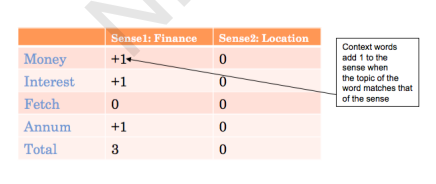 Sense1: Finance Sense2: Location
Money +1 0
Interest +1 0
Fetch 0 0
Annum +1 0
Total 3 0
Context words
add 1 to the
sense when
the topic of the
word matches that
of the sense